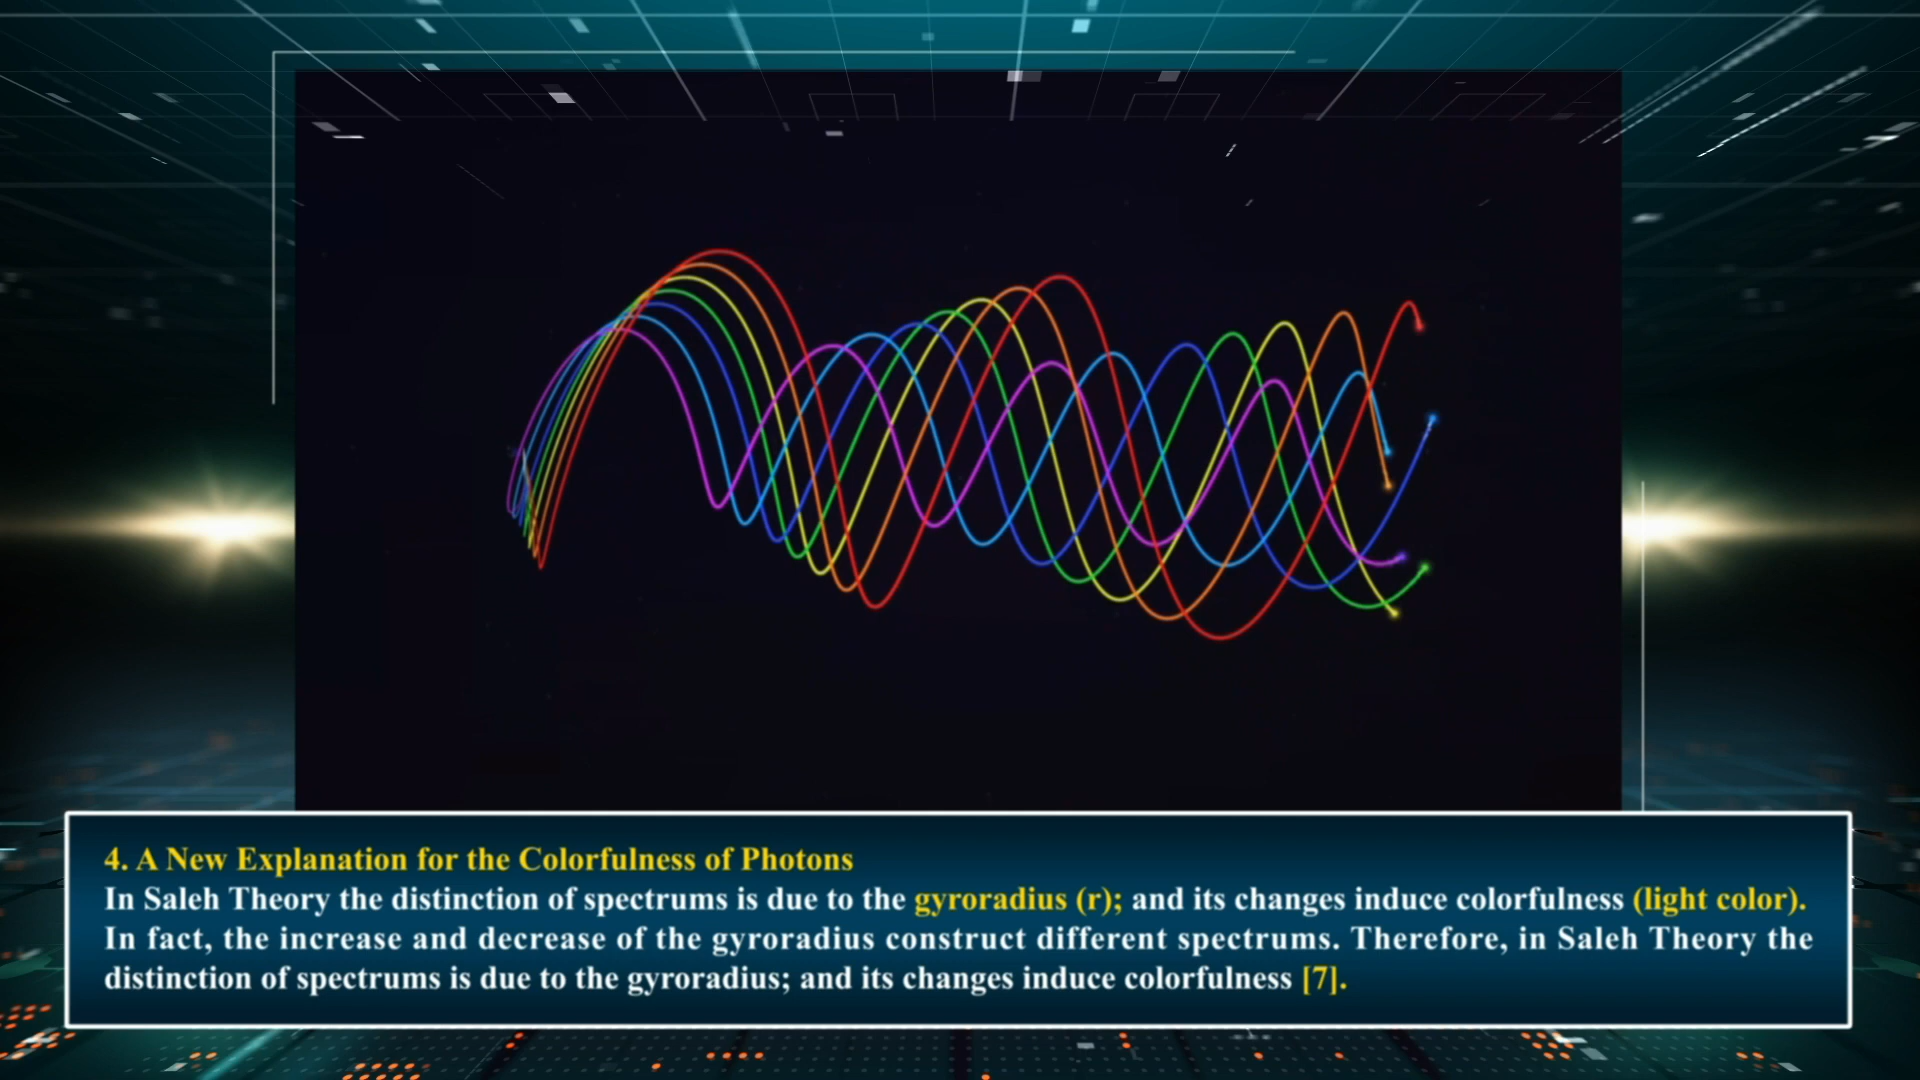 4. A New Explanation for the Colorfulness of Photons
In Saleh Theory the distinction of spectrums is due to the gyroradius (r); and its changes induce colorfulness (light color).
In fact, the increase and decrease of the gyroradius construct different spectrums. Therefore, in Saleh Theory the
distinction of spectrums is due to the gyroradius; and its changes induce colorfulness [7].